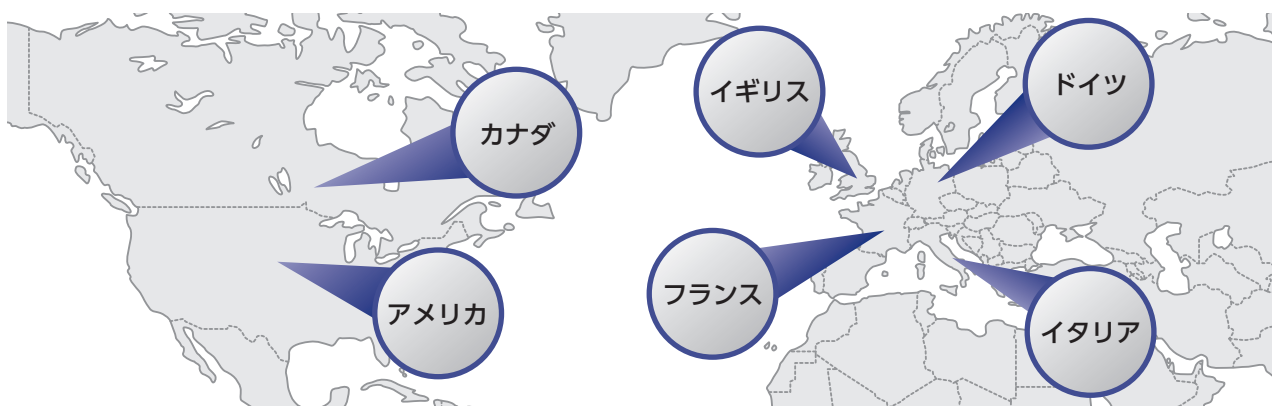 カナダ
アメリカ
イギリス
フランス
ドイツ
イタリア